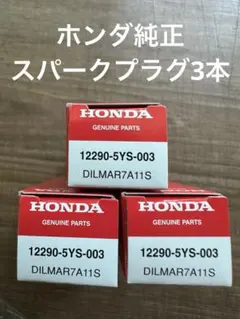 ホンダ純正
スパークプラグ3本
HONDA
GENUINE PARTS
12290-5YS-003
DILMAR7A11S
HONDA
GENUINE PARTS
12290-5YS-003
DILMAR7A11S
HONDA
GENUINE PARTS
12290-5YS-003
DILMAR7A11S